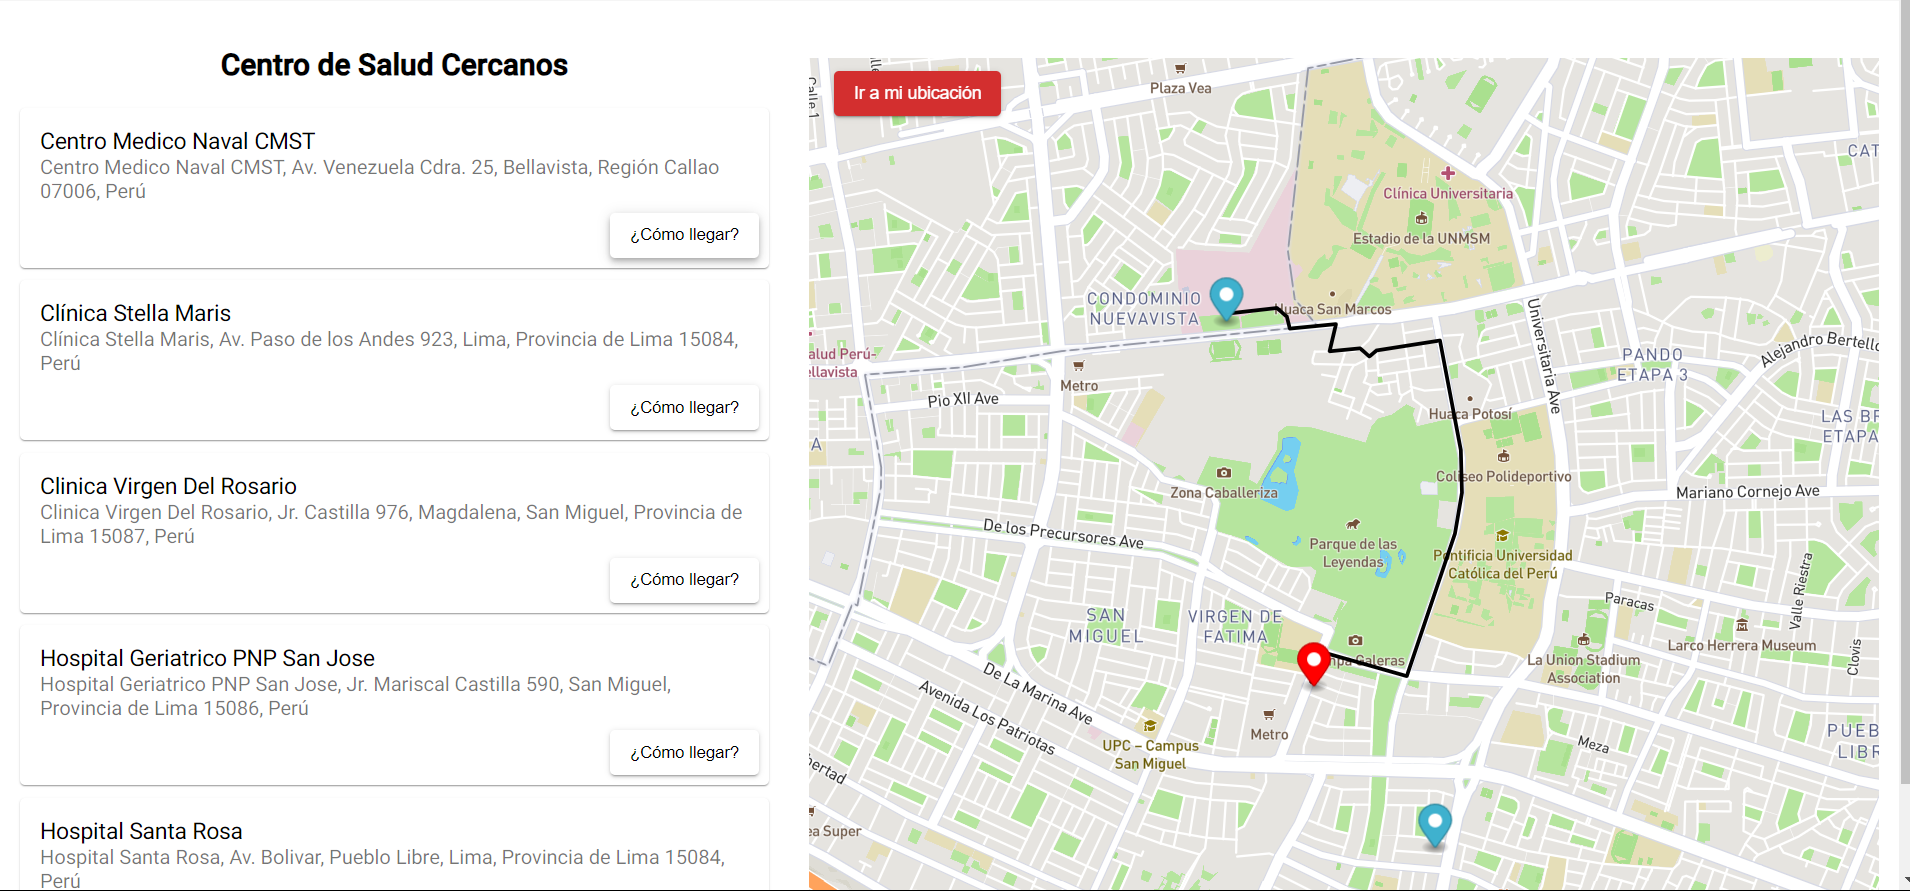 Centro de Salud Cercanos
Centro Medico Naval CMST
Centro Medico Naval CMST, Av. Venezuela Cdra. 25, Bellavista, Región Callao
07006, Perú
¿Cómo llegar?
Clínica Stella Maris
Clínica Stella Maris, Av. Paso de los Andes 923, Lima, Provincia de Lima 15084,
Perú
¿Cómo llegar?
Clinica Virgen Del Rosario
Clinica Virgen Del Rosario, Jr. Castilla 976, Magdalena, San Miguel, Provincia de
Lima 15087, Perú
¿Cómo llegar?
Hospital Geriatrico PNP San Jose
Hospital Geriatrico PNP San Jose, Jr. Mariscal Castilla 590, San Miguel,
Provincia de Lima 15086, Perú
¿Cómo llegar?
Hospital Santa Rosa
Hospital Santa Rosa, Av. Bolivar, Pueblo Libre, Lima, Provincia de Lima 15084,
Perú
Ir a mi ubicación
Calle 1
Plaza Vea
CAT
Clínica Universitaria
Estadio de la UNMSM
CONDOMINIO
NUEVAVISTA
Huaca San Marcos
Universitaria Ave
alud Perú-
ellavista
Metro
PANDO
ETAPA 3
Alejandro Bertello
Pio XII Ave
Huaca Potosí
LAS BR
ETAPA
A
Coliseo Polideportivo
Zona Caballeriza
Mariano Cornejo Ave
De los Precursores Ave
Parque de las
Leyendas
Pontificia Universidad
Católica del Perú
Valle Riestra
Paracas
SAN
MIGUEL
VIRGEN DE
FATIMA
Larco Herrera Museum
Clovis
mpa Galeras
La Union Stadium
Association
De La Marina Ave
Avenida Los Patriotas
Metro
UPC – Campus
San Miguel
Meza
PUEB
LIBR
bertad
ea Super